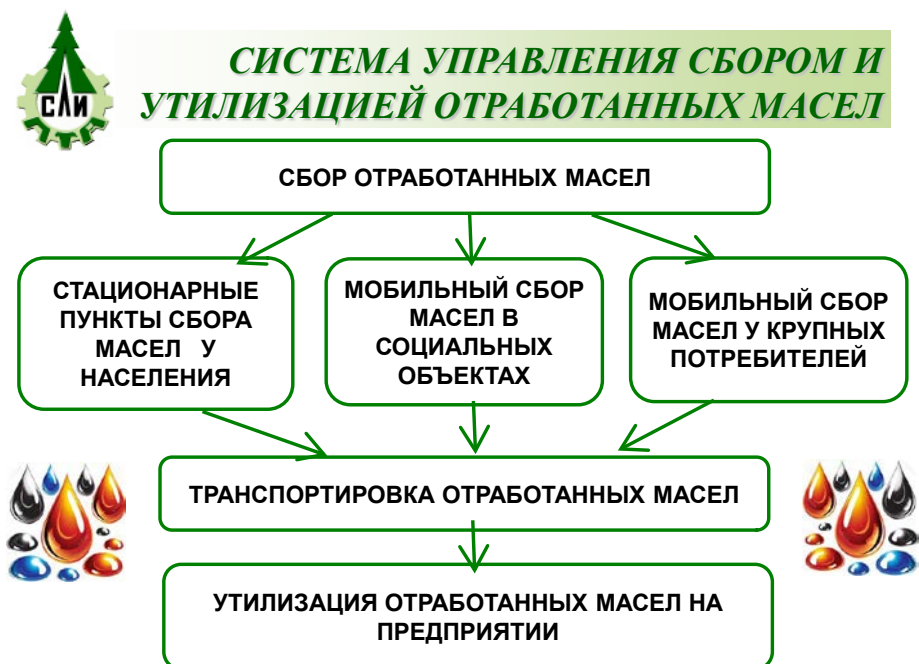 СЛИ
СИСТЕМА УПРАВЛЕНИЯ СБОРОМ И
УТИЛИЗАЦИЕЙ ОТРАБОТАННЫХ МАСЕЛ
СБОР ОТРАБОТАННЫХ МАСЕЛ
СТАЦИОНАРНЫЕ
ПУНКТЫ СБОРА
МАСЕЛ У
НАСЕЛЕНИЯ
МОБИЛЬНЫЙ СБОР
МАСЕЛ В
СОЦИАЛЬНЫХ
ОБЪЕКТАХ
МОБИЛЬНЫЙ СБОР
МАСЕЛ У КРУПНЫХ
ПОТРЕБИТЕЛЕЙ
ТРАНСПОРТИРОВКА ОТРАБОТАННЫХ МАСЕЛ
УТИЛИЗАЦИЯ ОТРАБОТАННЫХ МАСЕЛ НА
ПРЕДПРИЯТИИ